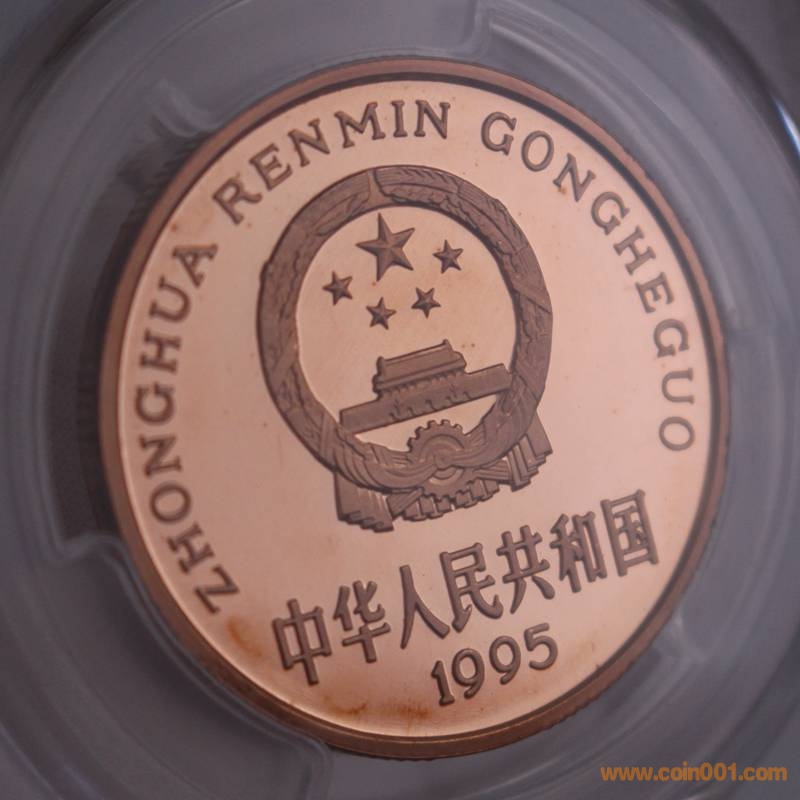 ZHONGHUA RENMIN GONGHEGUO
中华人民共和国
1995
www.coin001.com